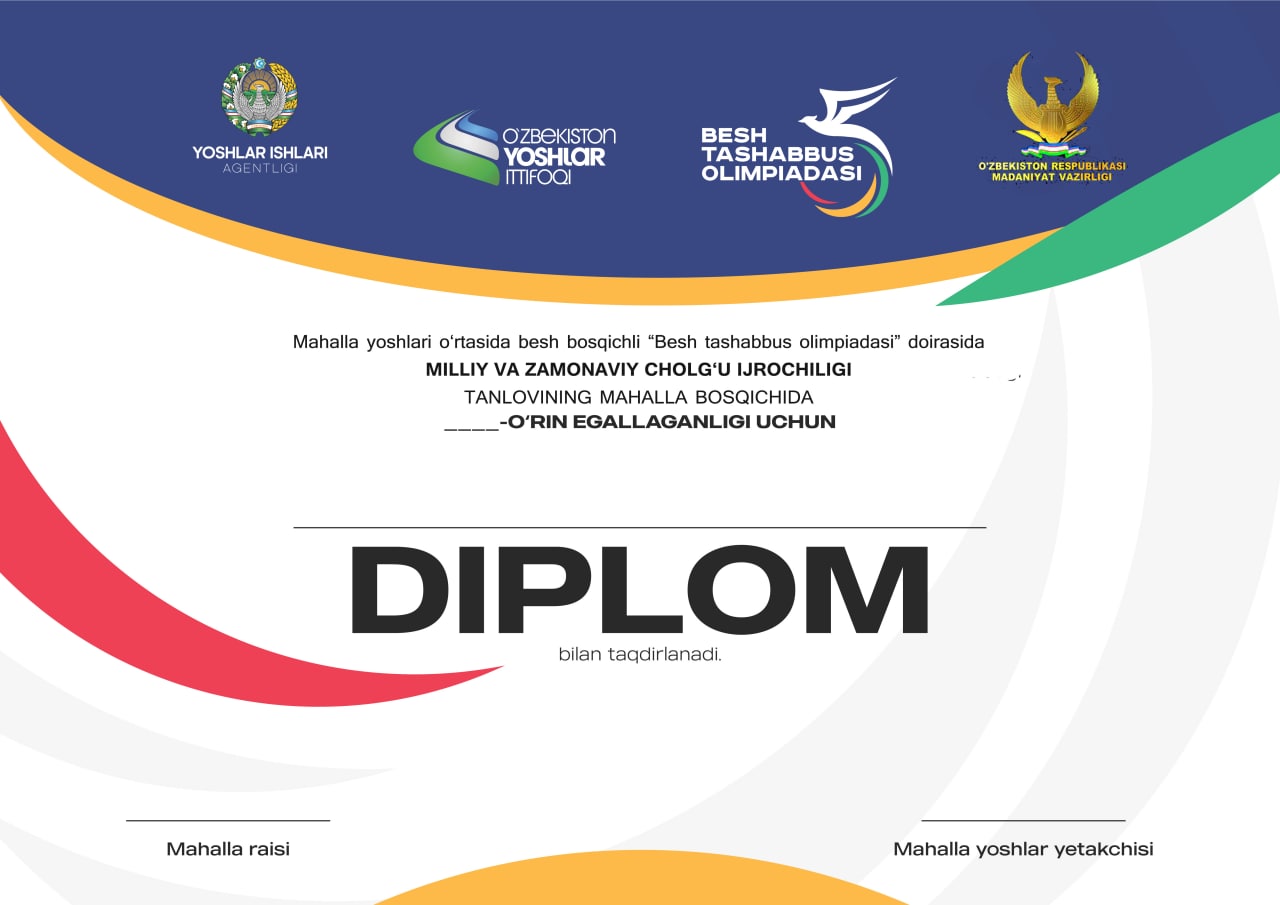 YOSHLAR ISHLARI
AGENTLIGI
O'ZBEKISTON
YOSHLAR
ITTIFOQI
BESH
TASHABBUS
OLIMPIADASI
O'ZBEKISTON RESPUBLIKASI
MADANIYAT VAZIRLIGI
Mahalla yoshlari o‘rtasida besh bosqichli “Besh tashabbus olimpiadasi” doirasida
MILLIY VA ZAMONAVIY CHOLG‘U IJROCHILIGI
TANLOVINING MAHALLA BOSQICHIDA
____-O‘RIN EGALLAGANLIGI UCHUN
DIPLOM
bilan taqdirlanadi.
Mahalla raisi
Mahalla yoshlar yetakchisi